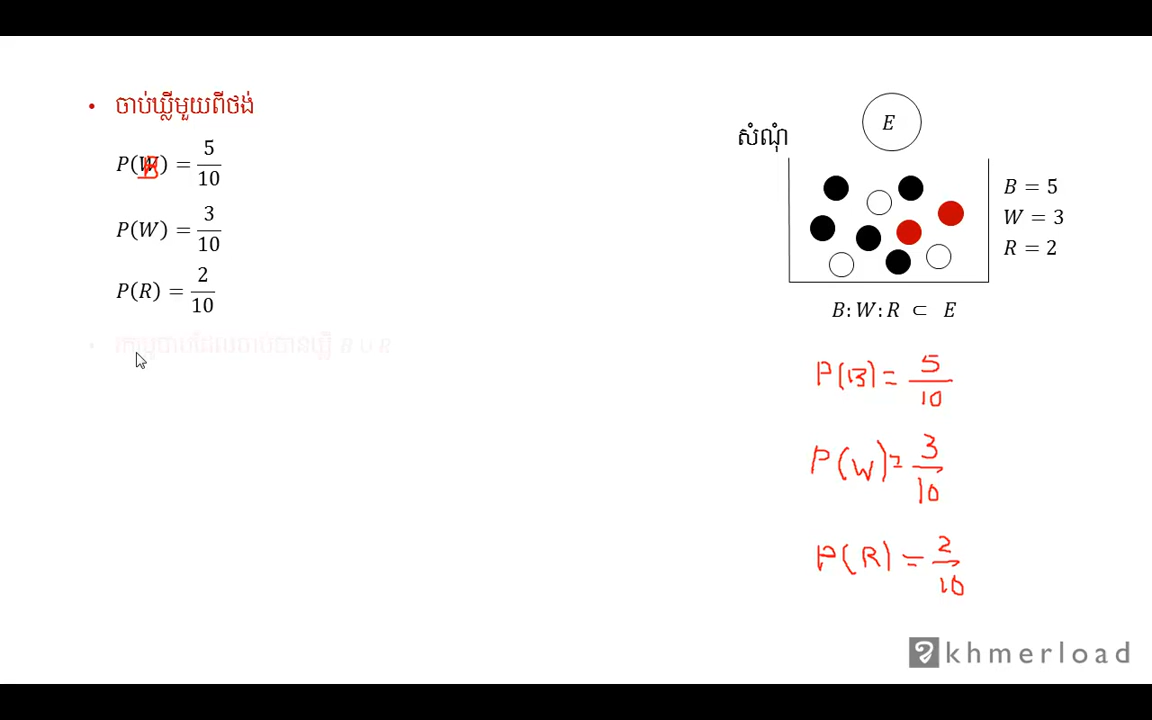 • ចាប់ឃ្លីមួយពីថង់
P(B) = 5/10
P(W) = 3/10
P(R) = 2/10
B ∪ R
សំណុំ
E
B = 5
W = 3
R = 2
B: W: R ⊂ E
P(B) = 5/10
P(W) = 3/10
P(R) = 2/10
khmerload